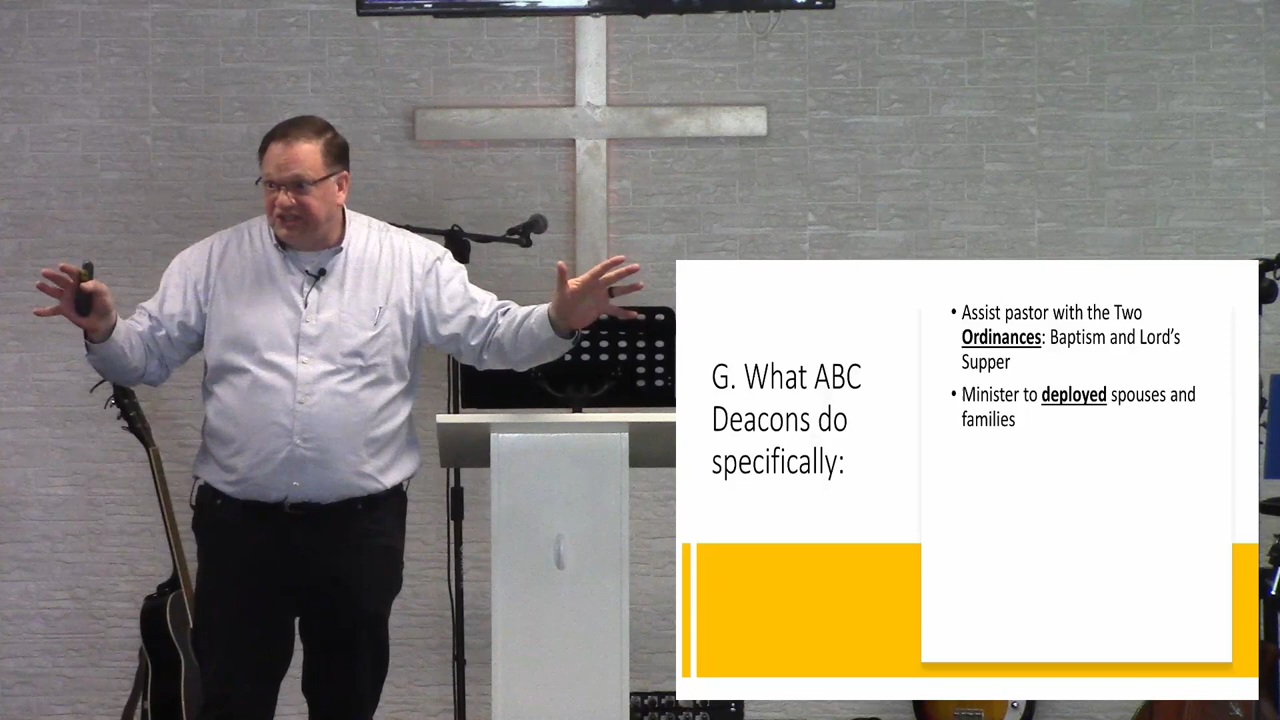 G. What ABC
Deacons do
specifically:
• Assist pastor with the Two
Ordinances: Baptism and Lord's
Supper
• Minister to deployed spouses and
families